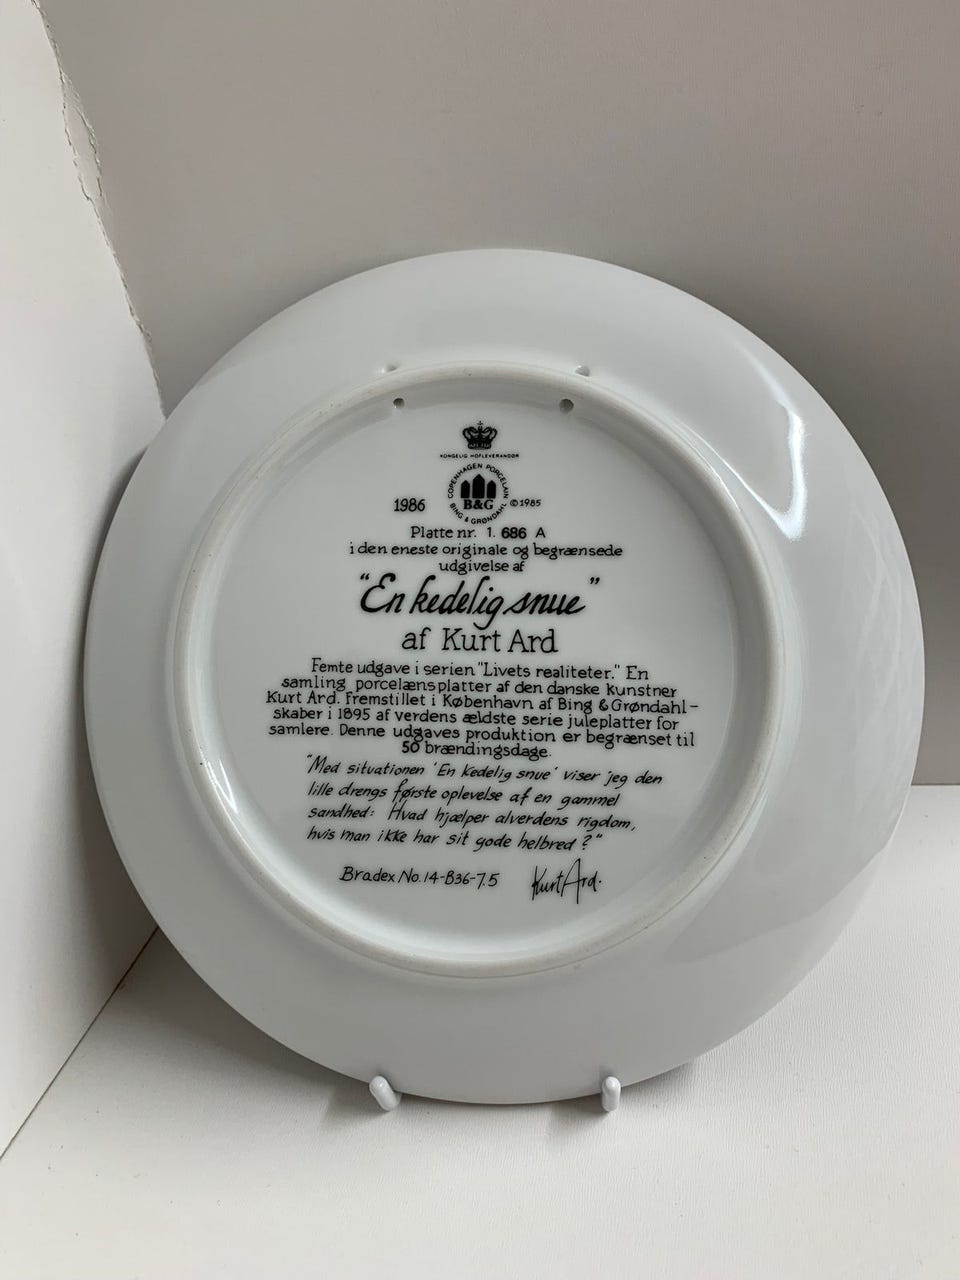 KONGELIG HOFLEVERANDØR
COPENHAGEN PORCELAIN
B&G
BING & GRØNDAHL
1986
©1985
Platte nr. 1. 686 A
i den eneste originale og begrænsede
udgivelse af
"En kedelig snue"
af Kurt Ard
Femte udgave i serien "Livets realiteter." En
samling porcelænsplatter af den danske kunstner
Kurt Ard. Fremstillet i København af Bing & Grøndahl-
skaber i 1895 af verdens ældste serie juleplatter for
samlere. Denne udgaves produktion er begrænset til
50 brændingsdage.
"Med situationen 'En kedelig snue' viser jeg den
lille drengs første oplevelse af en gammel
sandhed: Hvad hjælper alverdens rigdom,
hvis man ikke har sit gode helbred?"
Bradex No. 14-B36-7.5
Kurt Ard.